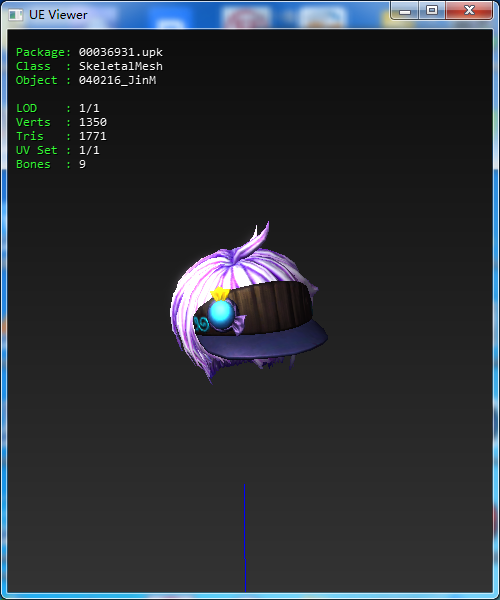 UE Viewer
Package: 00036931.upk
Class  : SkeletalMesh
Object : 040216_JinM
LOD    : 1/1
Verts  : 1350
Tris   : 1771
UV Set : 1/1
Bones  : 9